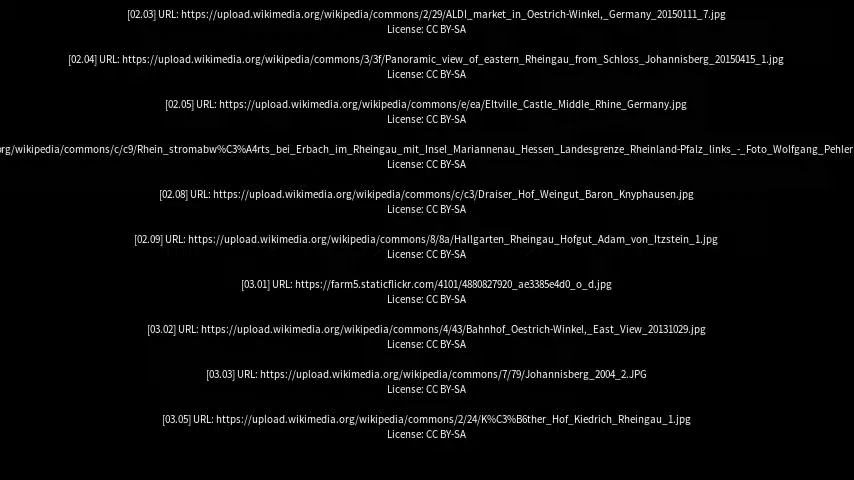 [02.03] URL: https://upload.wikimedia.org/wikipedia/commons/2/29/ALDI_market_in_Oestrich-Winkel,_Germany_20150111_7.jpg
License: CC BY-SA
[02.04] URL: https://upload.wikimedia.org/wikipedia/commons/3/3f/Panoramic_view_of_eastern_Rheingau_from_Schloss_Johannisberg_20150415_1.jpg
License: CC BY-SA
[02.05] URL: https://upload.wikimedia.org/wikipedia/commons/e/ea/Eltville_Castle_Middle_Rhine_Germany.jpg
License: CC BY-SA
org/wikipedia/commons/c/c9/Rhein_stromabw%C3%A4rts_bei_Erbach_im_Rheingau_mit_Insel_Mariannenau_Hessen_Landesgrenze_Rheinland-Pfalz_links_-_Foto_Wolfgang_Pehler
License: CC BY-SA
[02.08] URL: https://upload.wikimedia.org/wikipedia/commons/c/c3/Draiser_Hof_Weingut_Baron_Knyphausen.jpg
License: CC BY-SA
[02.09] URL: https://upload.wikimedia.org/wikipedia/commons/8/8a/Hallgarten_Rheingau_Hofgut_Adam_von_Itzstein_1.jpg
License: CC BY-SA
[03.01] URL: https://farm5.staticflickr.com/4101/4880827920_ae3385e4d0_o_d.jpg
License: CC BY-SA
[03.02] URL: https://upload.wikimedia.org/wikipedia/commons/4/43/Bahnhof_Oestrich-Winkel,_East_View_20131029.jpg
License: CC BY-SA
[03.03] URL: https://upload.wikimedia.org/wikipedia/commons/7/79/Johannisberg_2004_2.JPG
License: CC BY-SA
[03.05] URL: https://upload.wikimedia.org/wikipedia/commons/2/24/K%C3%B6ther_Hof_Kiedrich_Rheingau_1.jpg
License: CC BY-SA